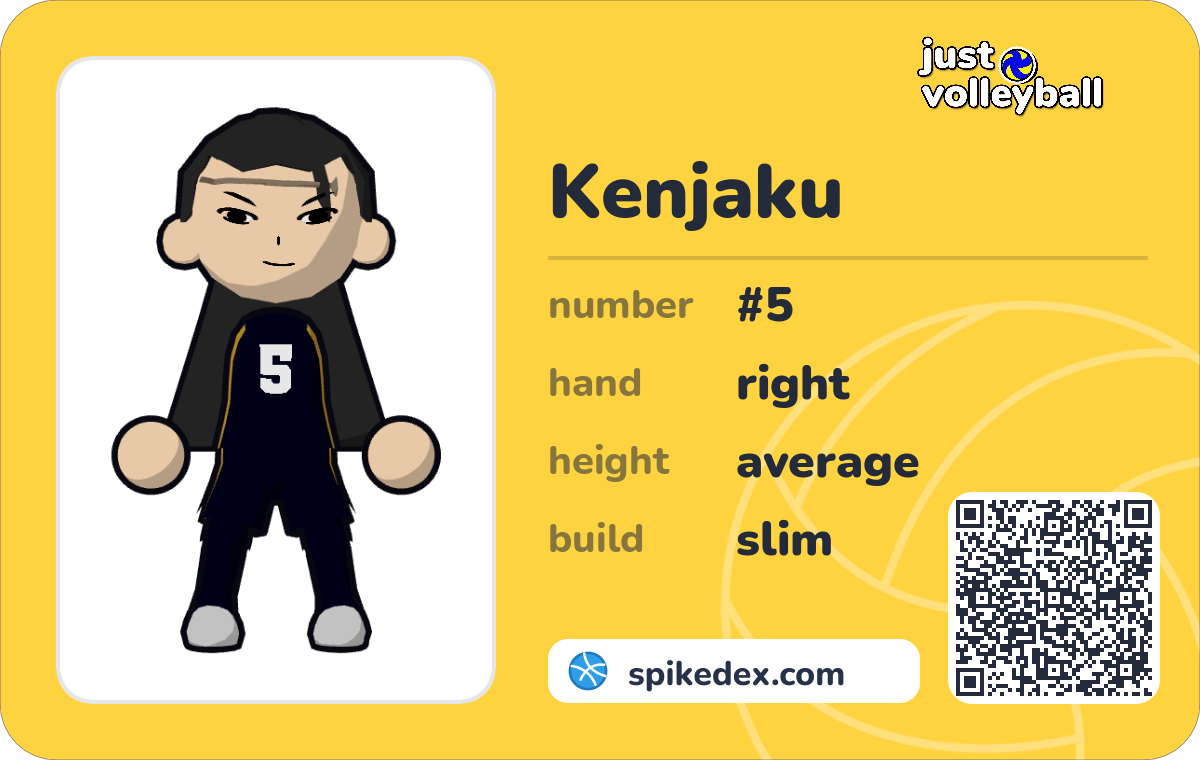 just
volleyball
Kenjaku
number #5
hand right
height average
build slim
5
spikedex.com